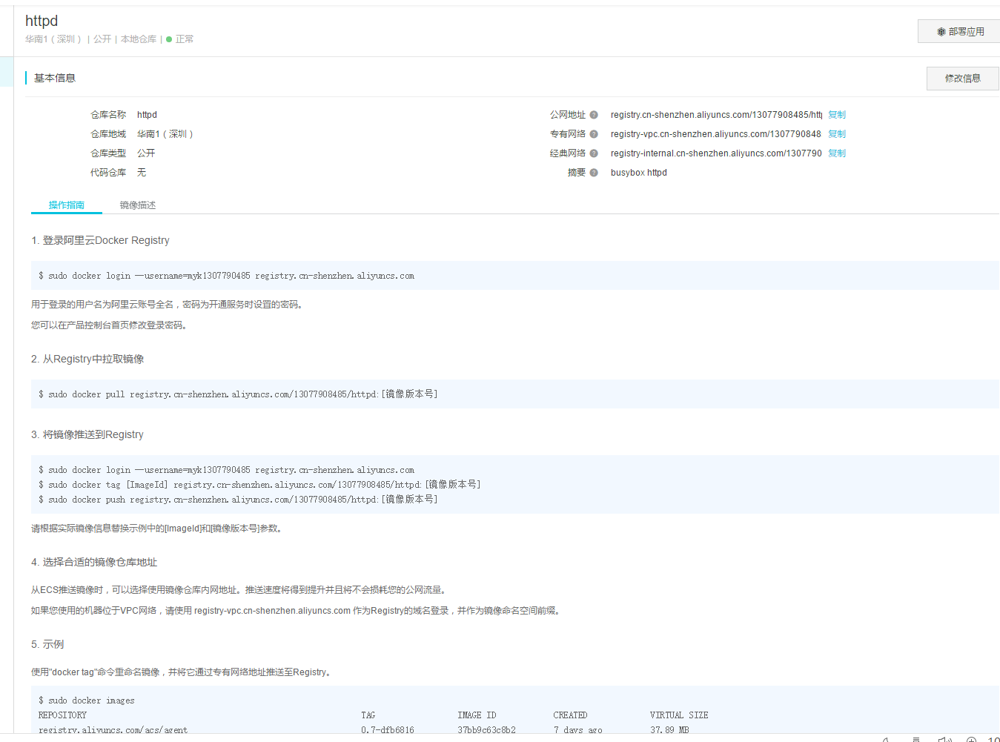 httpd
华南1（深圳） | 公开 | 本地仓库 | 正常
部署应用
基本信息
修改信息
仓库名称 httpd
公网地址 registry.cn-shenzhen.aliyuncs.com/13077908485/htt 复制
仓库地域 华南1（深圳）
专有网络 registry-vpc.cn-shenzhen.aliyuncs.com/1307790848 复制
仓库类型 公开
经典网络 registry-internal.cn-shenzhen.aliyuncs.com/1307790 复制
代码仓库 无
摘要 busybox httpd
操作指南 镜像描述
1. 登录阿里云Docker Registry
$ sudo docker login --username=myk1307790485 registry.cn-shenzhen.aliyuncs.com
用于登录的用户名为阿里云账号全名，密码为开通服务时设置的密码。
您可以在产品控制台首页修改登录密码。
2. 从Registry中拉取镜像
$ sudo docker pull registry.cn-shenzhen.aliyuncs.com/13077908485/httpd:[镜像版本号]
3. 将镜像推送到Registry
$ sudo docker login --username=myk1307790485 registry.cn-shenzhen.aliyuncs.com
$ sudo docker tag [ImageId] registry.cn-shenzhen.aliyuncs.com/13077908485/httpd:[镜像版本号]
$ sudo docker push registry.cn-shenzhen.aliyuncs.com/13077908485/httpd:[镜像版本号]
请根据实际镜像信息替换示例中的[ImageId]和[镜像版本号]参数。
4. 选择合适的镜像仓库地址
从ECS推送镜像时，可以选择使用镜像仓库内网地址。推送速度将得到提升并且将不会损耗您的公网流量。
如果您使用的机器位于VPC网络，请使用 registry-vpc.cn-shenzhen.aliyuncs.com 作为Registry的域名登录，并作为镜像命名空间前缀。
5. 示例
使用"docker tag"命令重命名镜像，并将它通过专有网络地址推送至Registry。
$ sudo docker images
REPOSITORY TAG IMAGE ID CREATED VIRTUAL SIZE
registry.aliyuncs.com/acs/agent 0.7-dfb6816 37bb9c63c8b2 7 days ago 37.89 MB